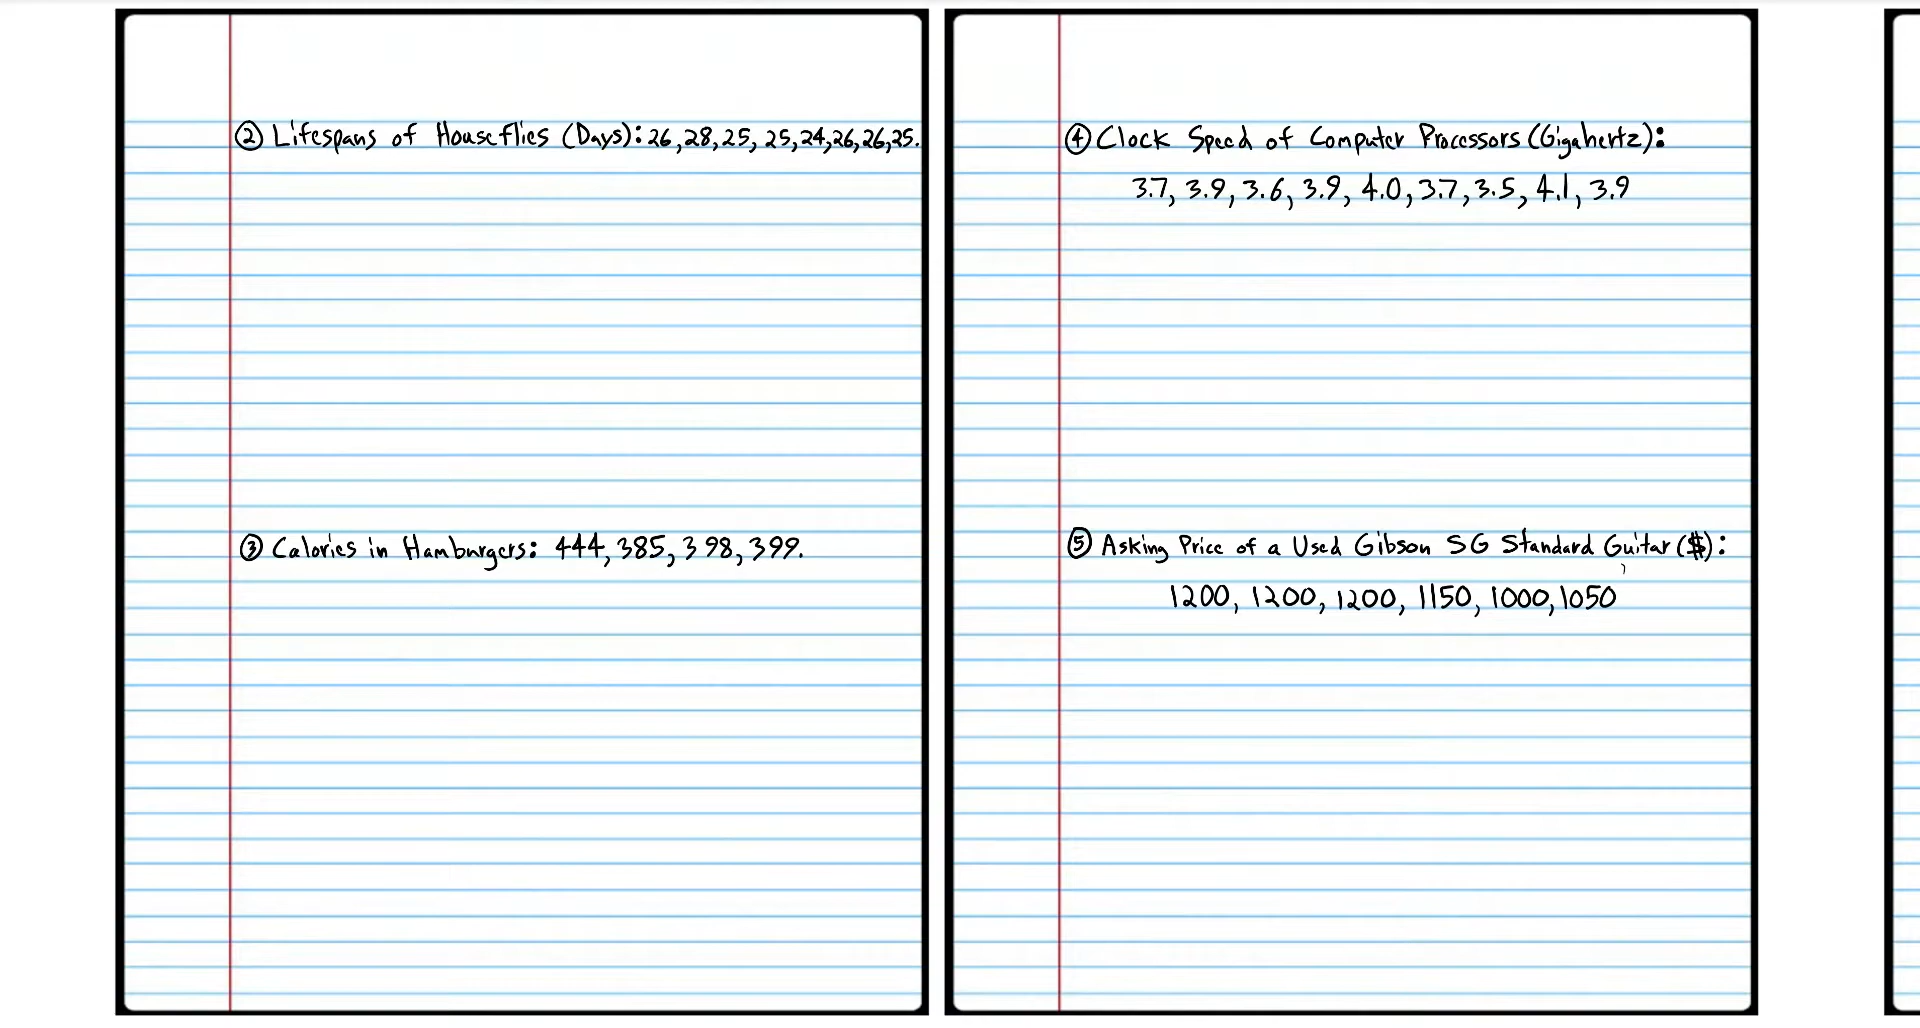 ② Lifespans of Houseflies (Days): 26, 28, 25, 25, 24, 26, 26, 25.
③ Calories in Hamburgers: 444, 385, 398, 399.
④ Clock Speed of Computer Processors (Gigahertz):
3.7, 3.9, 3.6, 3.9, 4.0, 3.7, 3.5, 4.1, 3.9
⑤ Asking Price of a Used Gibson SG Standard Guitar ($):
1200, 1200, 1200, 1150, 1000, 1050